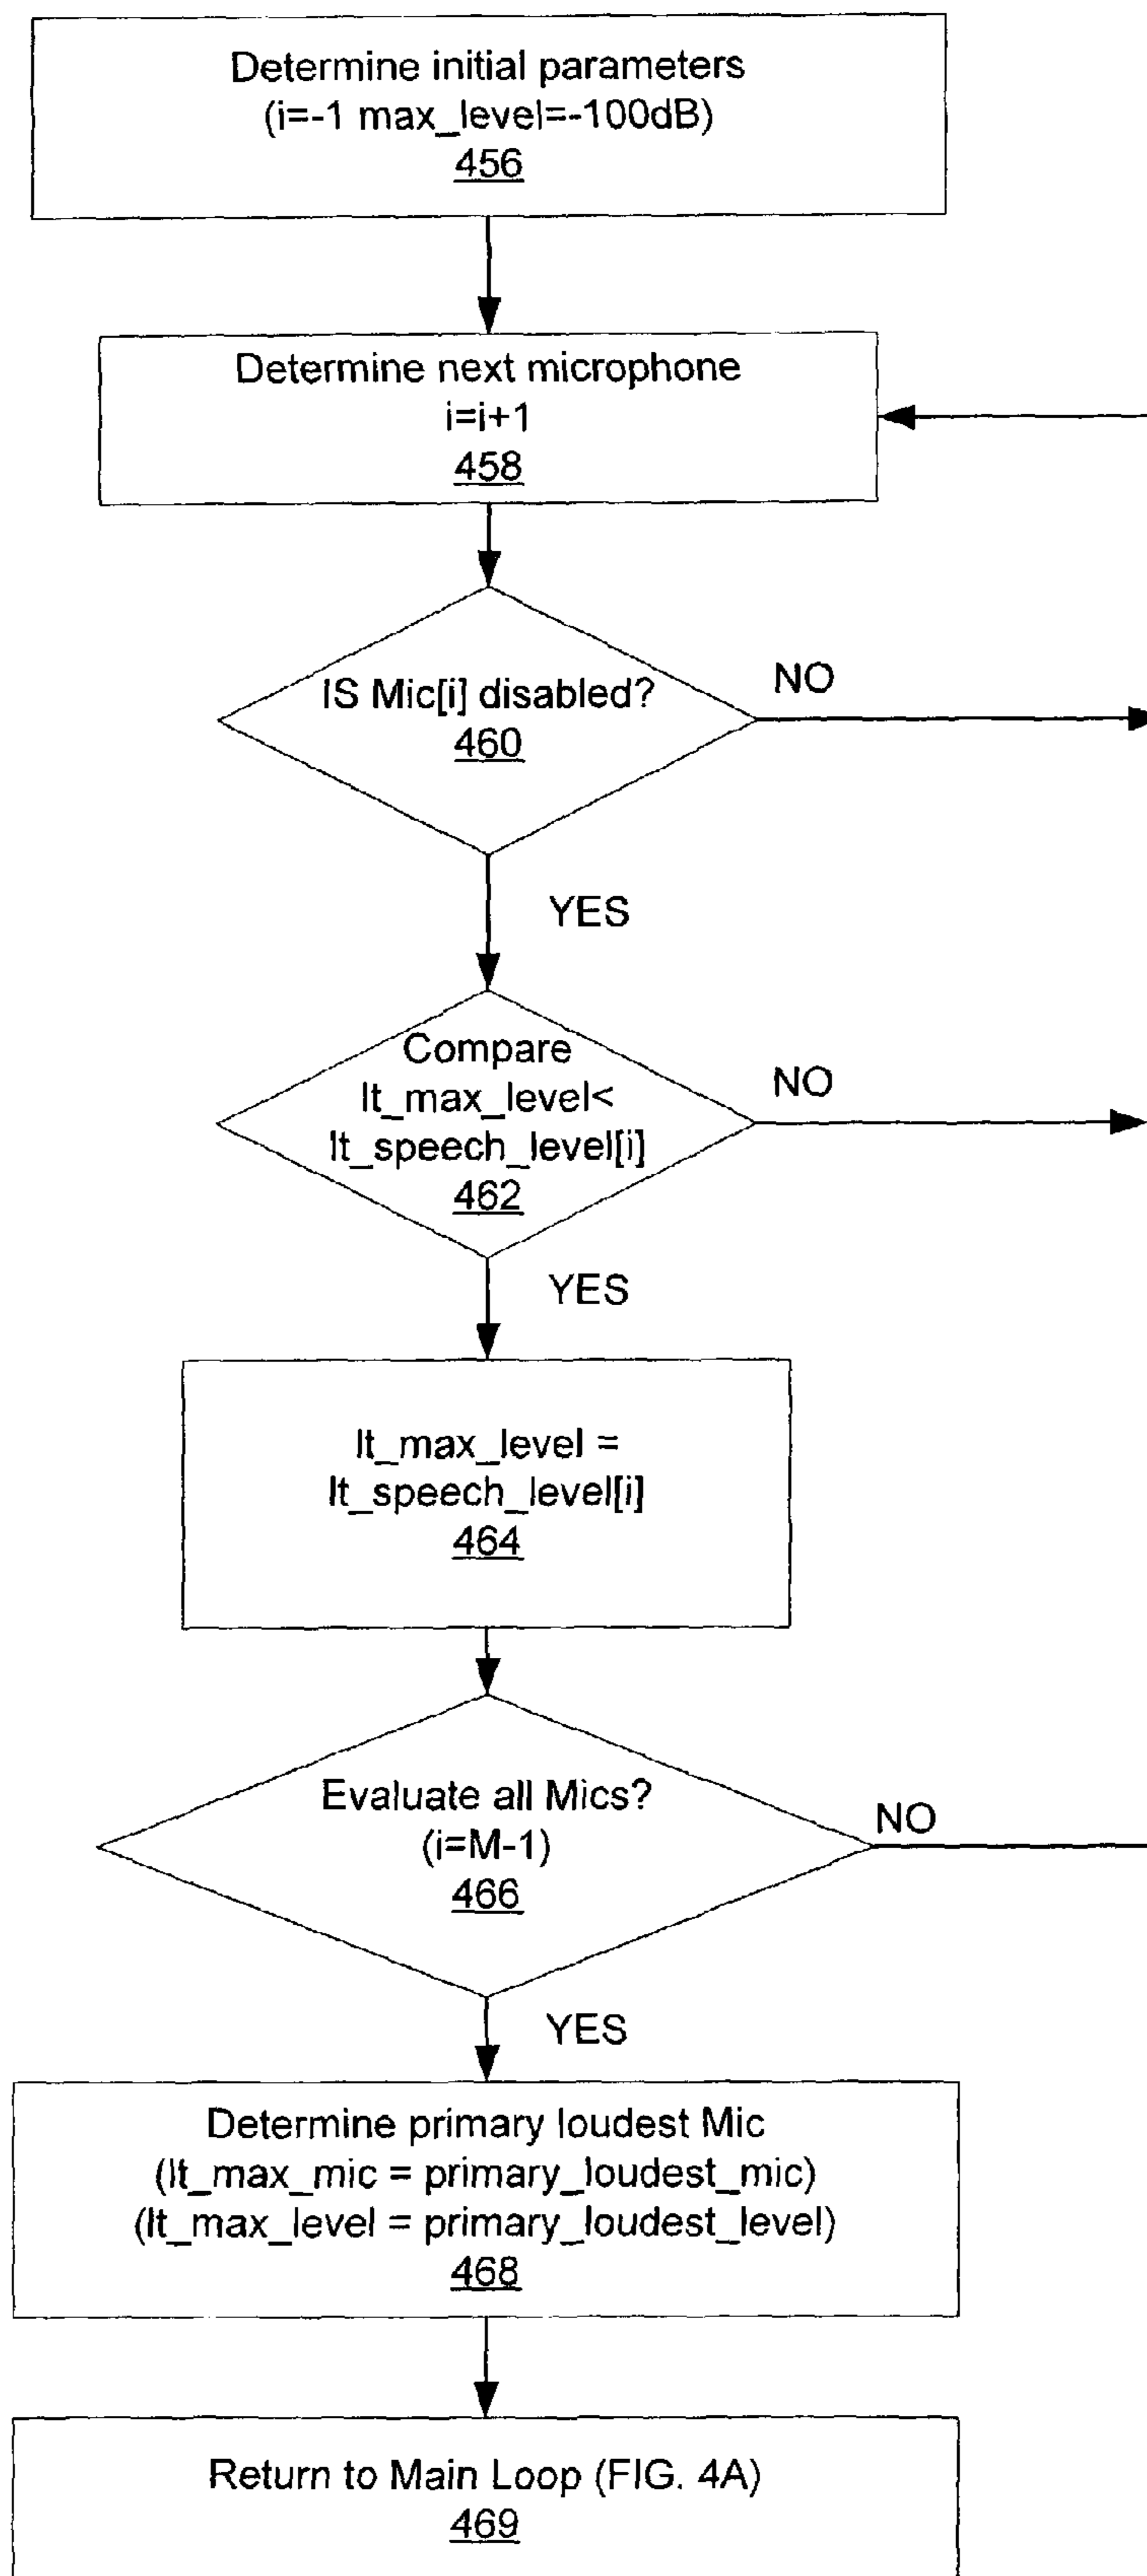 Determine initial parameters
(i=-1 max_level=-100dB)
456
Determine next microphone
i=i+1
458
IS Mic[i] disabled?
460
NO
YES
Compare
lt_max_level<
lt_speech_level[i]
462
NO
YES
lt_max_level =
lt_speech_level[i]
464
Evaluate all Mics?
(i=M-1)
466
NO
YES
Determine primary loudest Mic
(lt_max_mic = primary_loudest_mic)
(lt_max_level = primary_loudest_level)
468
Return to Main Loop (FIG. 4A)
469